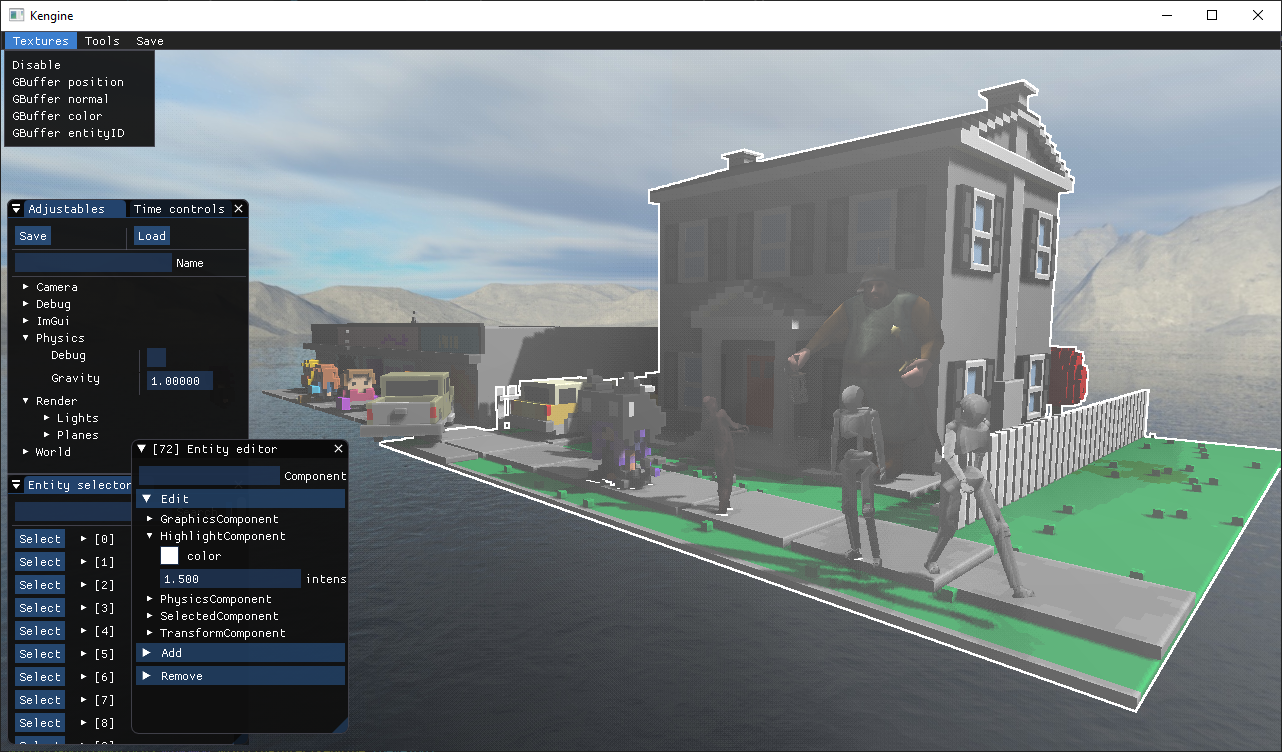 Kengine
Textures Tools Save
Disable
GBuffer position
GBuffer normal
GBuffer color
GBuffer entityID
Adjustables Time controls
Save Load
Name
Camera
Debug
ImGui
Physics
Debug
Gravity 1.00000
Render
Lights
Planes
World
Entity selector
Select [0]
Select [1]
Select [2]
Select [3]
Select [4]
Select [5]
Select [6]
Select [7]
Select [8]
[72] Entity editor
Component
Edit
GraphicsComponent
HighlightComponent
color
1.500 intens
PhysicsComponent
SelectedComponent
TransformComponent
Add
Remove